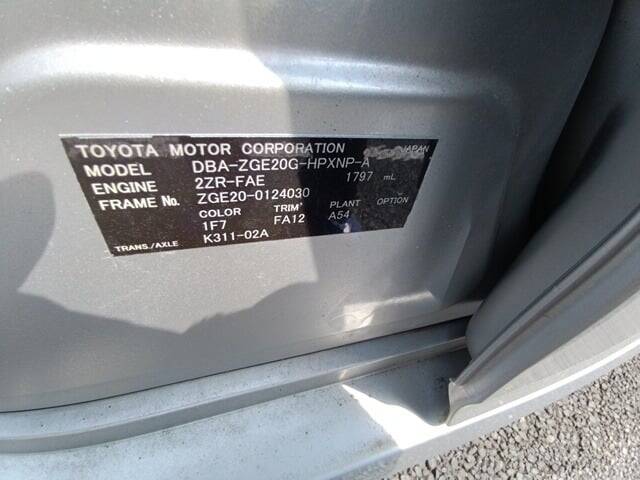 TOYOTA MOTOR CORPORATION JAPAN
MODEL DBA-ZGE20G-HPXNP-A
ENGINE 2ZR-FAE 1797 mL
FRAME No. ZGE20-0124030
COLOR TRIM PLANT OPTION
1F7 FA12 A54
TRANS./AXLE K311-02A